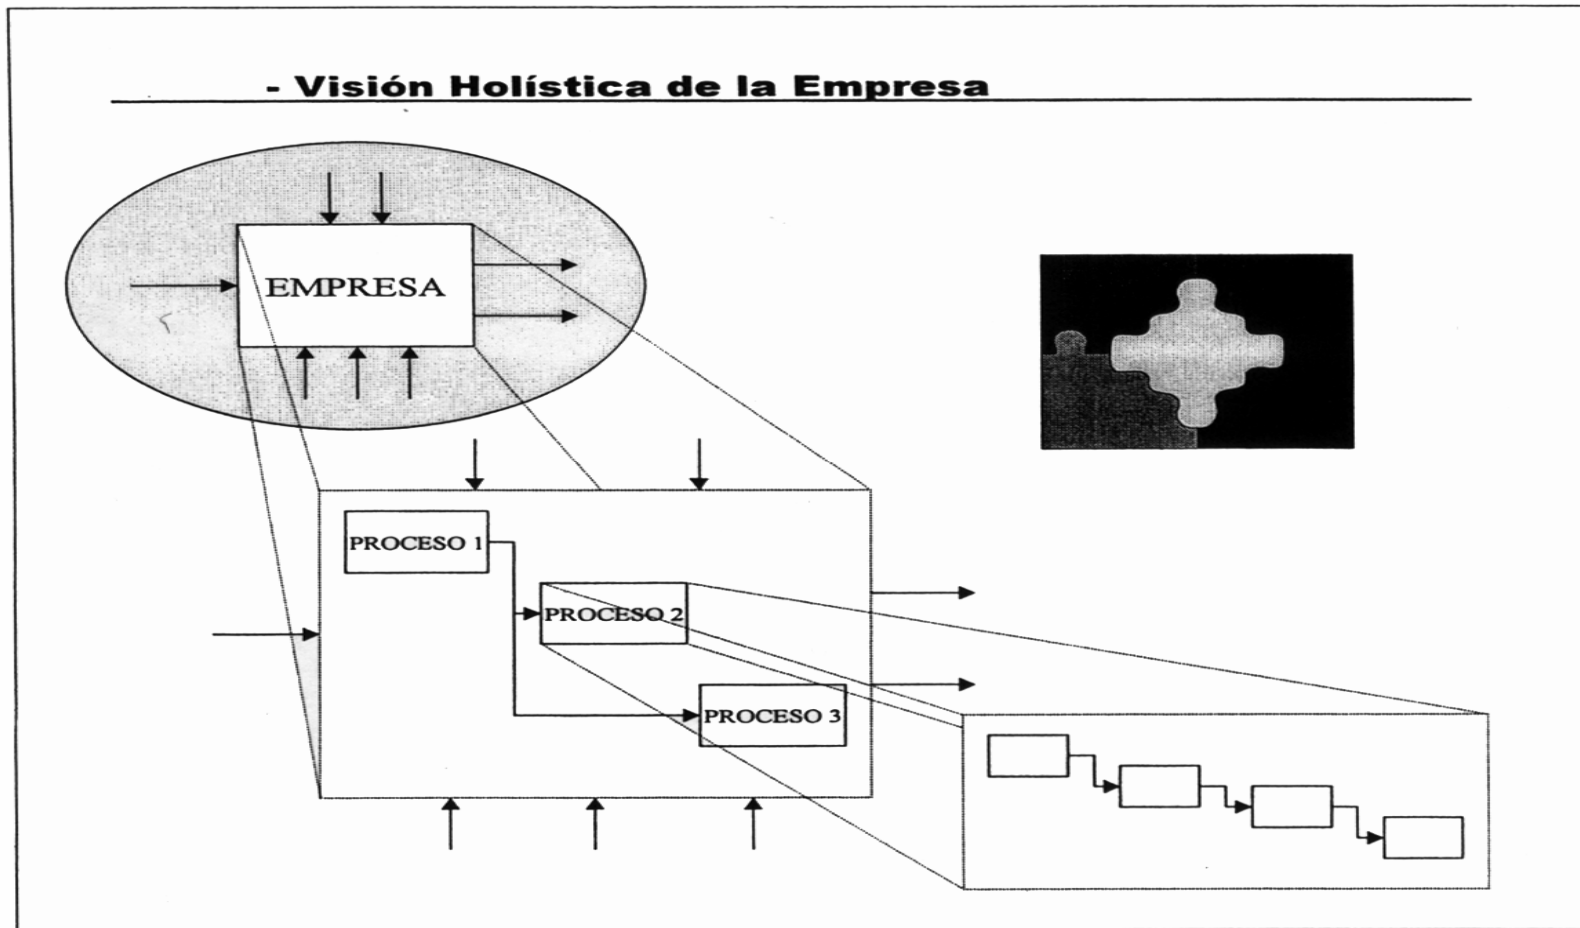 - Visión Holística de la Empresa
EMPRESA
PROCESO 1
PROCESO 2
PROCESO 3